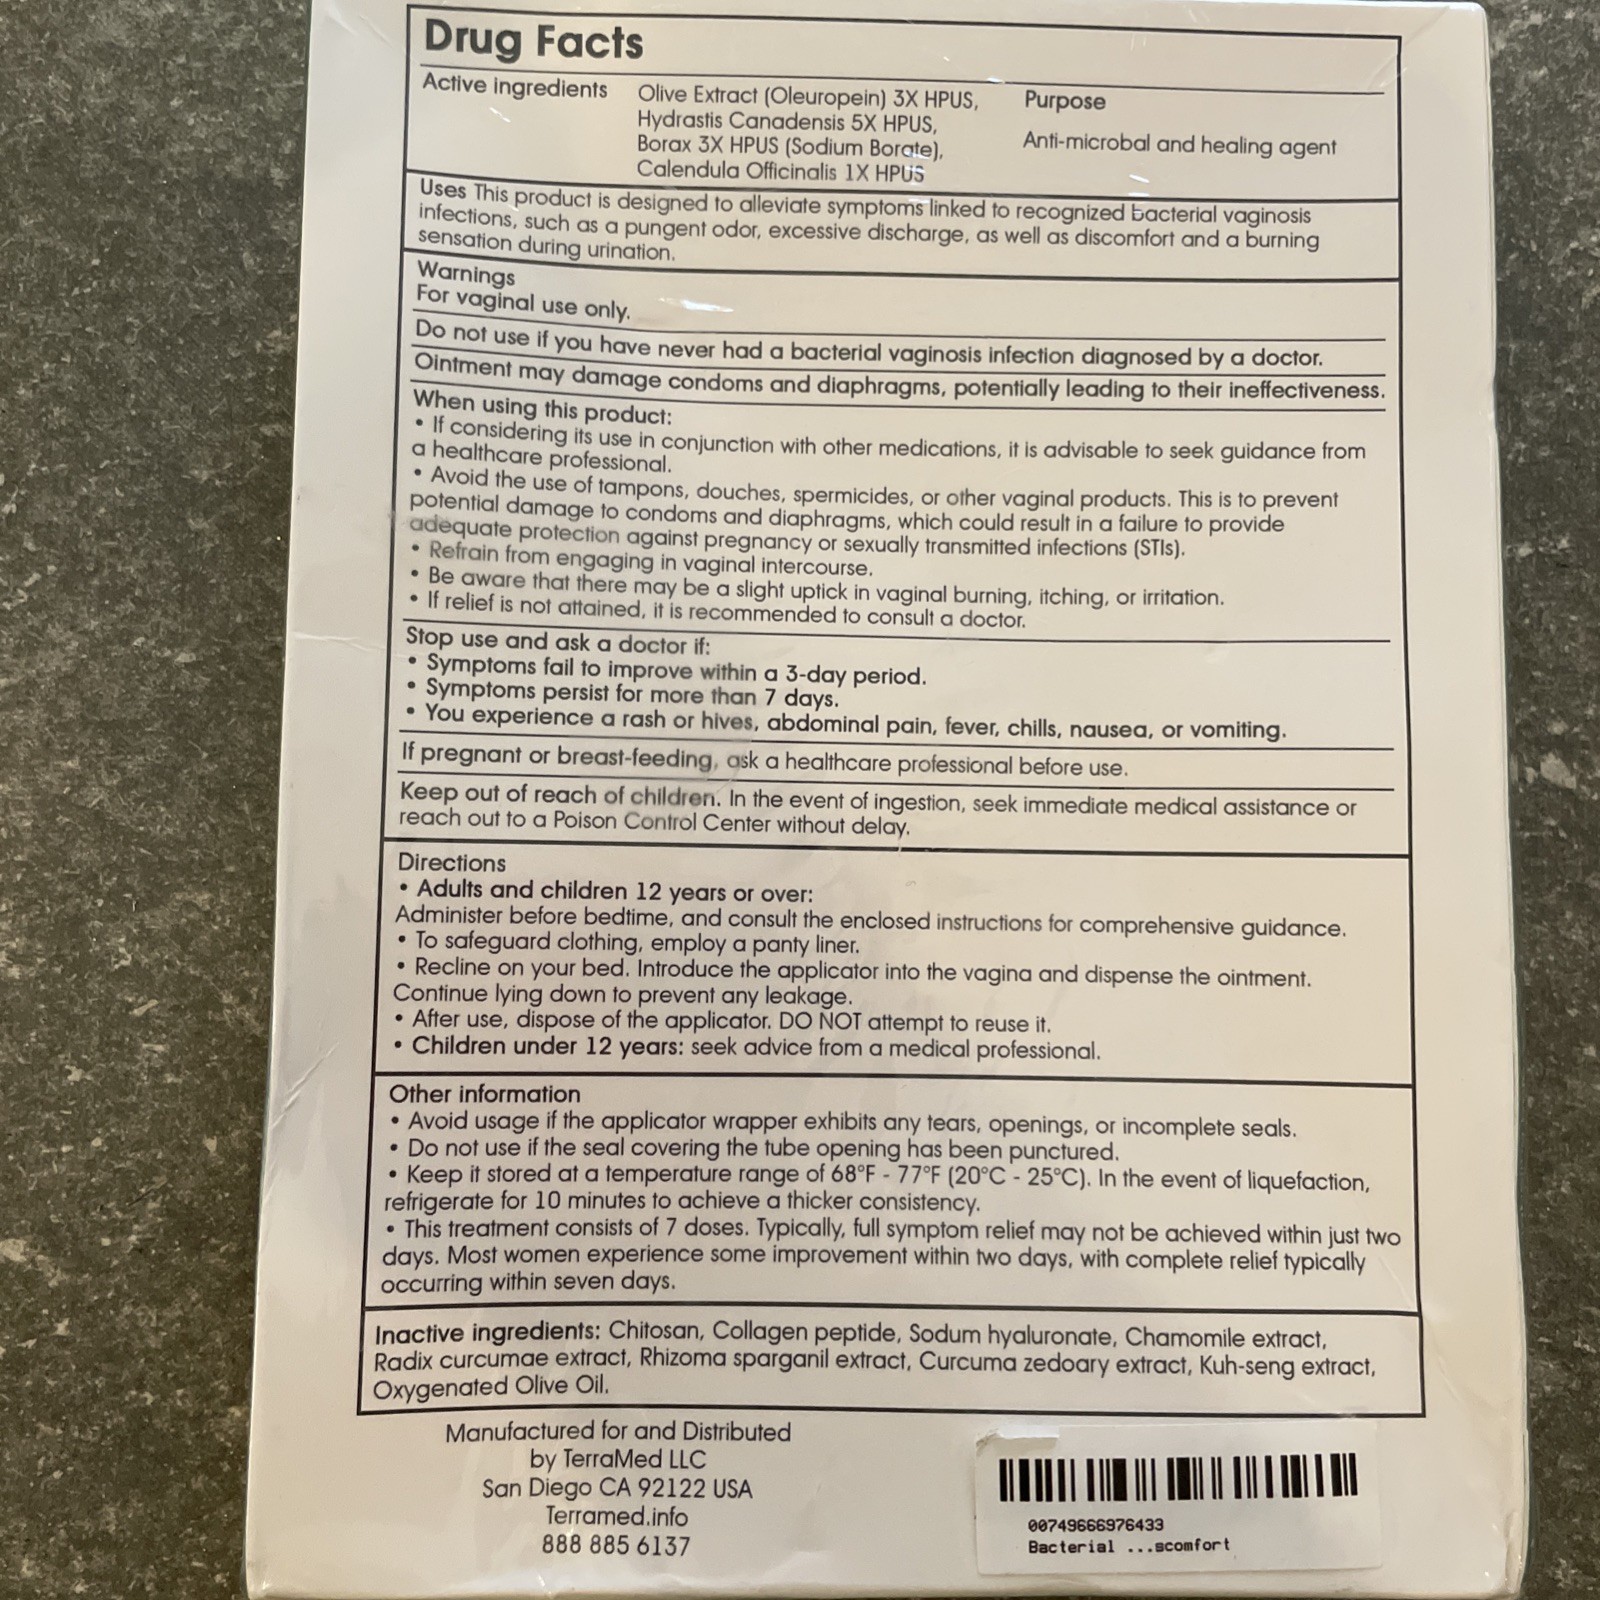 Drug Facts
Active ingredients
Olive Extract (Oleuropein) 3X HPUS,
Hydrastis Canadensis 5X HPUS,
Borax 3X HPUS (Sodium Borate),
Calendula Officinalis 1X HPUS
Purpose
Anti-microbal and healing agent
Uses This product is designed to alleviate symptoms linked to recognized bacterial vaginosis
infections, such as a pungent odor, excessive discharge, as well as discomfort and a burning
sensation during urination.
Warnings
For vaginal use only.
Do not use if you have never had a bacterial vaginosis infection diagnosed by a doctor.
Ointment may damage condoms and diaphragms, potentially leading to their ineffectiveness.
When using this product:
• If considering its use in conjunction with other medications, it is advisable to seek guidance from
a healthcare professional.
• Avoid the use of tampons, douches, spermicides, or other vaginal products. This is to prevent
potential damage to condoms and diaphragms, which could result in a failure to provide
adequate protection against pregnancy or sexually transmitted infections (STIs).
• Refrain from engaging in vaginal intercourse.
• Be aware that there may be a slight uptick in vaginal burning, itching, or irritation.
• If relief is not attained, it is recommended to consult a doctor.
Stop use and ask a doctor if:
• Symptoms fail to improve within a 3-day period.
• Symptoms persist for more than 7 days.
• You experience a rash or hives, abdominal pain, fever, chills, nausea, or vomiting.
If pregnant or breast-feeding, ask a healthcare professional before use.
Keep out of reach of children. In the event of ingestion, seek immediate medical assistance or
reach out to a Poison Control Center without delay.
Directions
• Adults and children 12 years or over:
Administer before bedtime, and consult the enclosed instructions for comprehensive guidance.
• To safeguard clothing, employ a panty liner.
• Recline on your bed. Introduce the applicator into the vagina and dispense the ointment.
Continue lying down to prevent any leakage.
• After use, dispose of the applicator. DO NOT attempt to reuse it.
• Children under 12 years: seek advice from a medical professional.
Other information
• Avoid usage if the applicator wrapper exhibits any tears, openings, or incomplete seals.
• Do not use if the seal covering the tube opening has been punctured.
• Keep it stored at a temperature range of 68°F - 77°F (20°C - 25°C). In the event of liquefaction,
refrigerate for 10 minutes to achieve a thicker consistency.
• This treatment consists of 7 doses. Typically, full symptom relief may not be achieved within just two
days. Most women experience some improvement within two days, with complete relief typically
occurring within seven days.
Inactive ingredients: Chitosan, Collagen peptide, Sodum hyaluronate, Chamomile extract,
Radix curcumae extract, Rhizoma sparganil extract, Curcuma zedoary extract, Kuh-seng extract,
Oxygenated Olive Oil.
Manufactured for and Distributed
by TerraMed LLC
San Diego CA 92122 USA
Terramed.info
888 885 6137
00749666976433
Bacterial ...scomfort